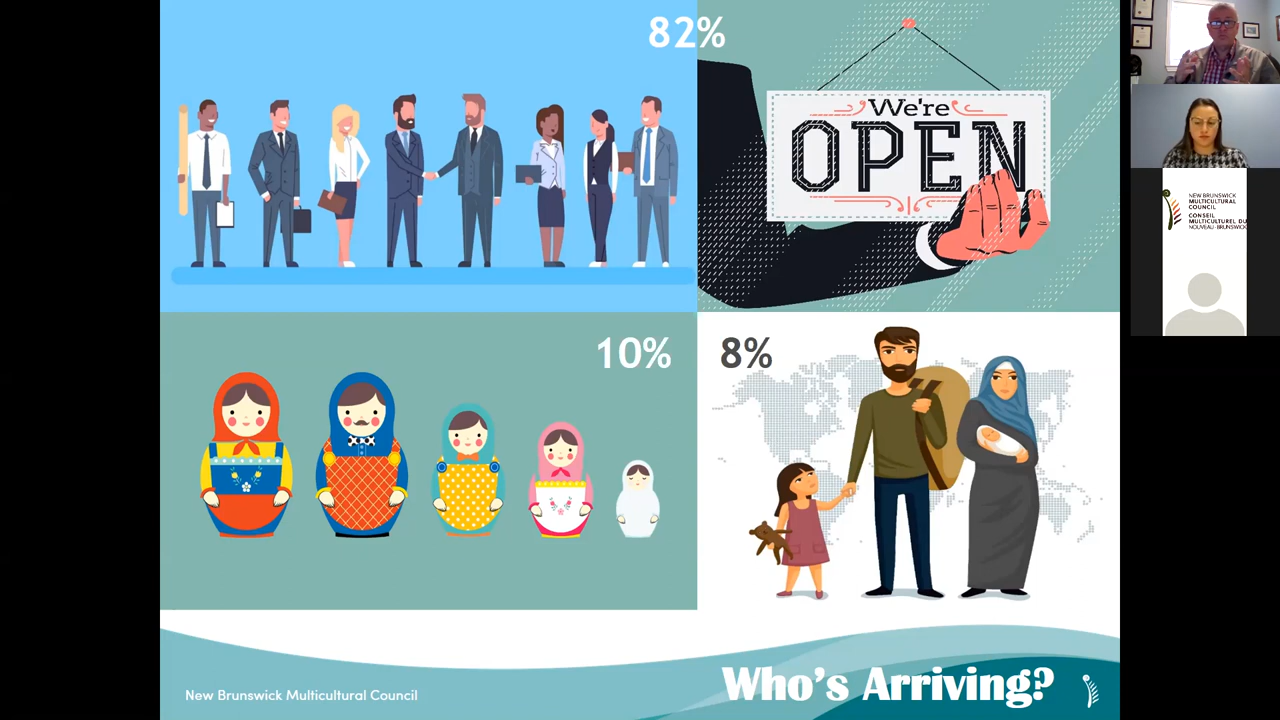 82%
We're
OPEN
10%
8%
New Brunswick Multicultural Council
Who's Arriving?
NEW BRUNSWICK
MULTICULTURAL
COUNCIL
CONSEIL
MULTICULTUREL DU
NOUVEAU-BRUNSWICK